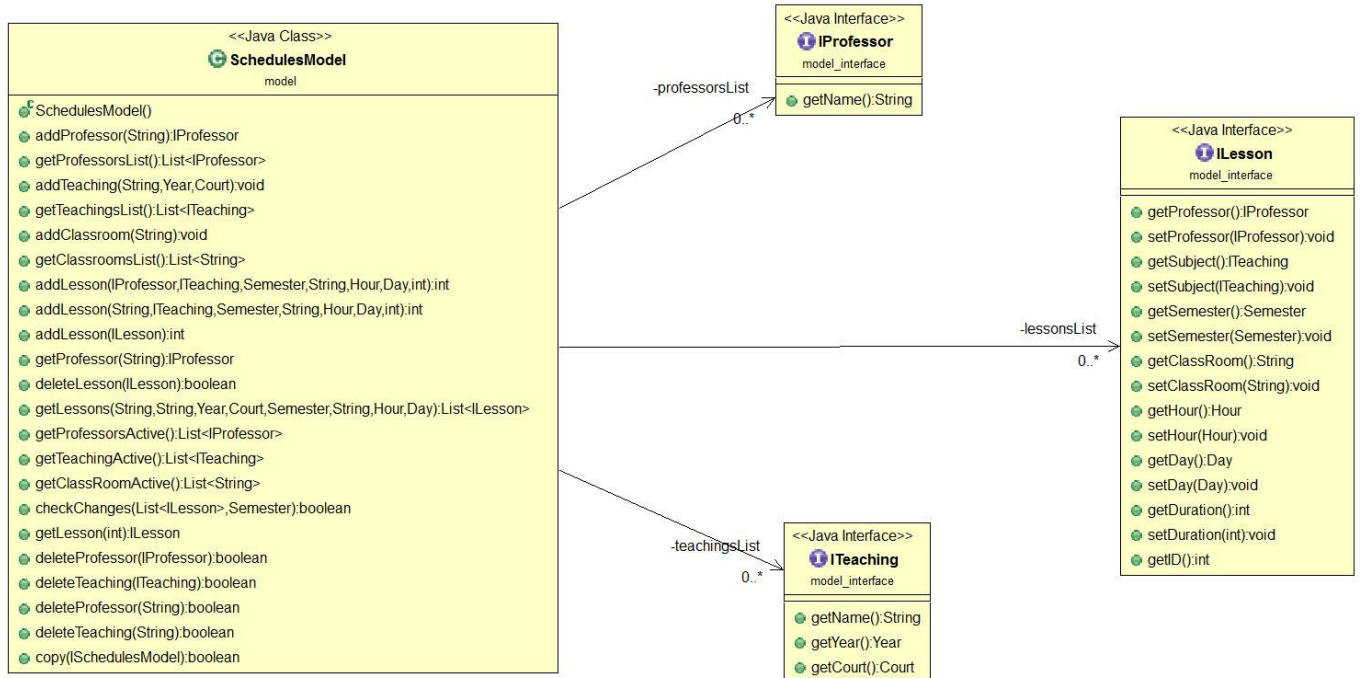 <<Java Class>>
SchedulesModel
model
SchedulesModel()
addProfessor(String):IProfessor
getProfessorsList():List<IProfessor>
addTeaching(String,Year,Court):void
getTeachingsList():List<ITeaching>
addClassroom(String):void
getClassroomsList():List<String>
addLesson(IProfessor,ITeaching,Semester,String,Hour,Day,int):int
addLesson(String,ITeaching,Semester,String,Hour,Day,int):int
addLesson(ILesson):int
getProfessor(String):IProfessor
deleteLesson(ILesson):boolean
getLessons(String,String,Year,Court,Semester,String,Hour,Day):List<ILesson>
getProfessorsActive():List<IProfessor>
getTeachingActive():List<ITeaching>
getClassRoomActive():List<String>
checkChanges(List<ILesson>,Semester):boolean
getLesson(int):ILesson
deleteProfessor(IProfessor):boolean
deleteTeaching(ITeaching):boolean
deleteProfessor(String):boolean
deleteTeaching(String):boolean
copy(ISchedulesModel):boolean
-professorsList
0..*
<<Java Interface>>
IProfessor
model_interface
getName():String
-lessonsList
0..*
<<Java Interface>>
ILesson
model_interface
getProfessor():IProfessor
setProfessor(IProfessor):void
getSubject():ITeaching
setSubject(ITeaching):void
getSemester():Semester
setSemester(Semester):void
getClassRoom():String
setClassRoom(String):void
getHour():Hour
setHour(Hour):void
getDay():Day
setDay(Day):void
getDuration():int
setDuration(int):void
getID():int
-teachingsList
0..*
<<Java Interface>>
ITeaching
model_interface
getName():String
getYear():Year
getCourt():Court